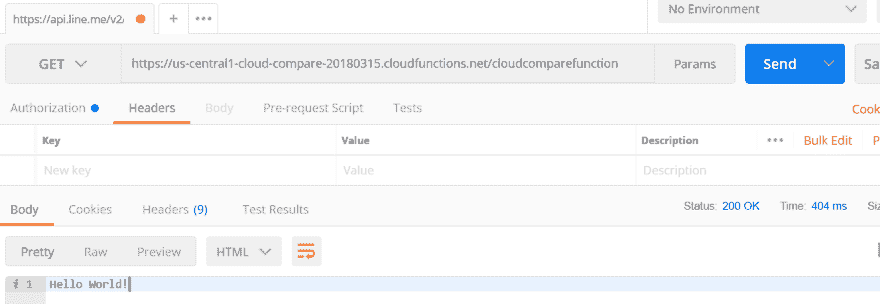 https://api.line.me/v2/ + ••• No Environment
GET https://us-central1-cloud-compare-20180315.cloudfunctions.net/cloudcomparefunction Params Send Sa
Authorization Headers Body Pre-request Script Tests Cook
Key Value Description ••• Bulk Edit P
New key Value Description
Body Cookies Headers (9) Test Results Status: 200 OK Time: 404 ms Siz
Pretty Raw Preview HTML
i 1 Hello World!